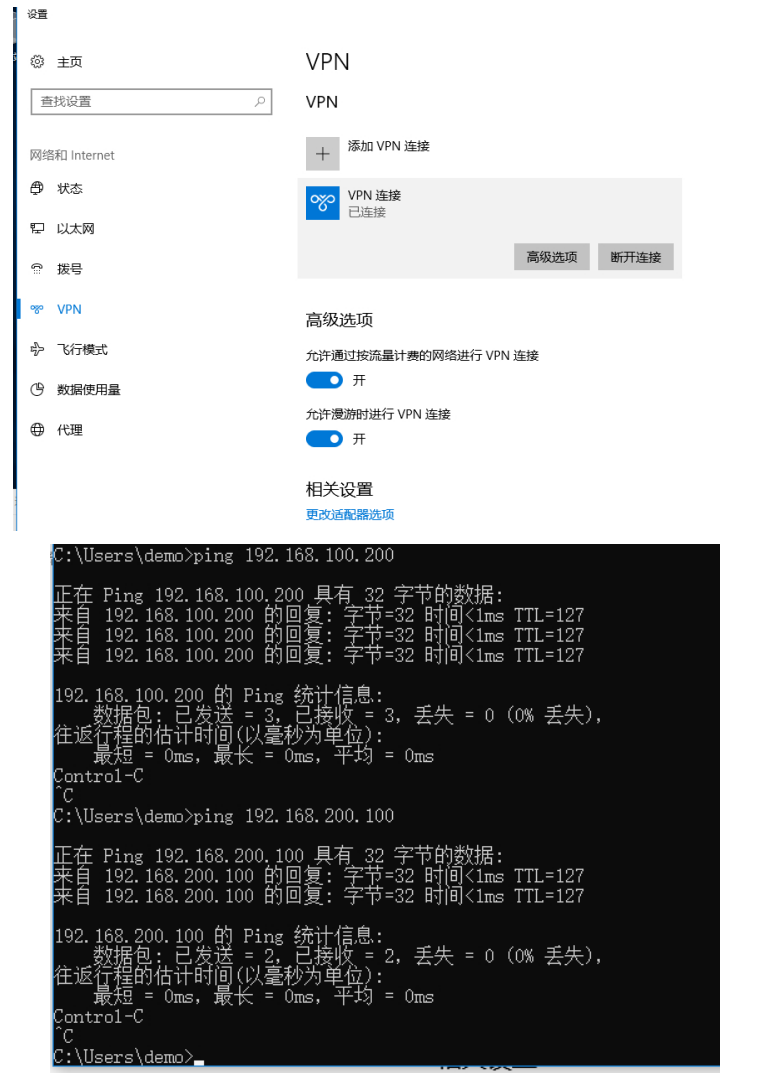 设置
主页
查找设置
网络和 Internet
状态
以太网
拨号
VPN
飞行模式
数据使用量
代理
VPN
VPN
添加 VPN 连接
VPN 连接
已连接
高级选项 断开连接
高级选项
允许通过按流量计费的网络进行 VPN 连接
开
允许漫游时进行 VPN 连接
开
相关设置
更改适配器选项
C:\Users\demo>ping 192.168.100.200
正在 Ping 192.168.100.200 具有 32 字节的数据:
来自 192.168.100.200 的回复: 字节=32 时间<1ms TTL=127
来自 192.168.100.200 的回复: 字节=32 时间<1ms TTL=127
来自 192.168.100.200 的回复: 字节=32 时间<1ms TTL=127
192.168.100.200 的 Ping 统计信息:
数据包: 已发送 = 3, 已接收 = 3, 丢失 = 0 (0% 丢失),
往返行程的估计时间(以毫秒为单位):
最短 = 0ms, 最长 = 0ms, 平均 = 0ms
Control-C
^C
C:\Users\demo>ping 192.168.200.100
正在 Ping 192.168.200.100 具有 32 字节的数据:
来自 192.168.200.100 的回复: 字节=32 时间<1ms TTL=127
来自 192.168.200.100 的回复: 字节=32 时间<1ms TTL=127
192.168.200.100 的 Ping 统计信息:
数据包: 已发送 = 2, 已接收 = 2, 丢失 = 0 (0% 丢失),
往返行程的估计时间(以毫秒为单位):
最短 = 0ms, 最长 = 0ms, 平均 = 0ms
Control-C
^C
C:\Users\demo>